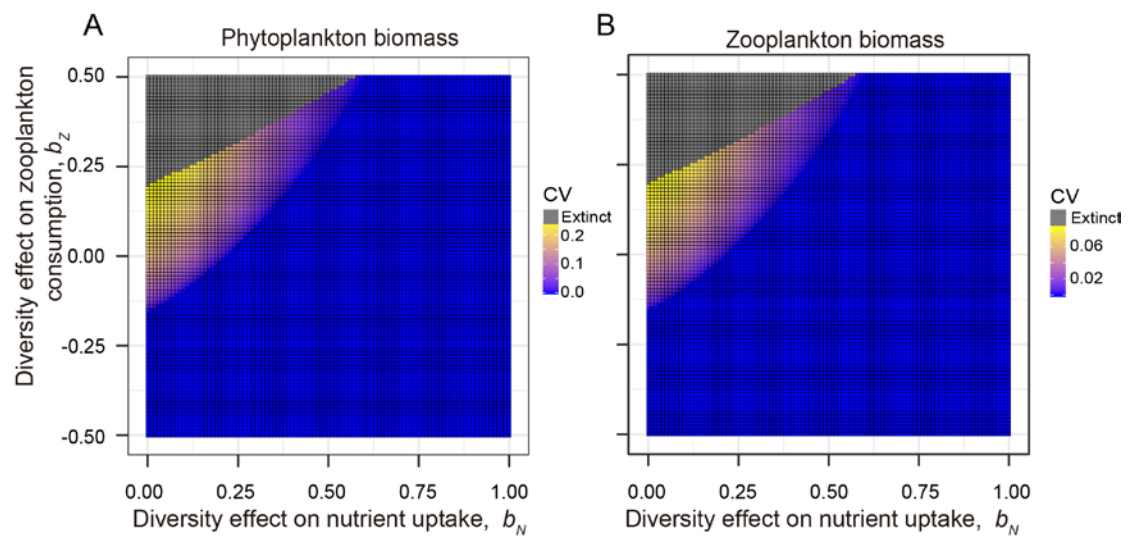 A
Phytoplankton biomass
Diversity effect on zooplankton
consumption, b_Z
0.50
0.25
0.00
-0.25
-0.50
0.00 0.25 0.50 0.75 1.00
Diversity effect on nutrient uptake, b_N
CV
Extinct
0.2
0.1
0.0
B
Zooplankton biomass
0.00 0.25 0.50 0.75 1.00
Diversity effect on nutrient uptake, b_N
CV
Extinct
0.06
0.02